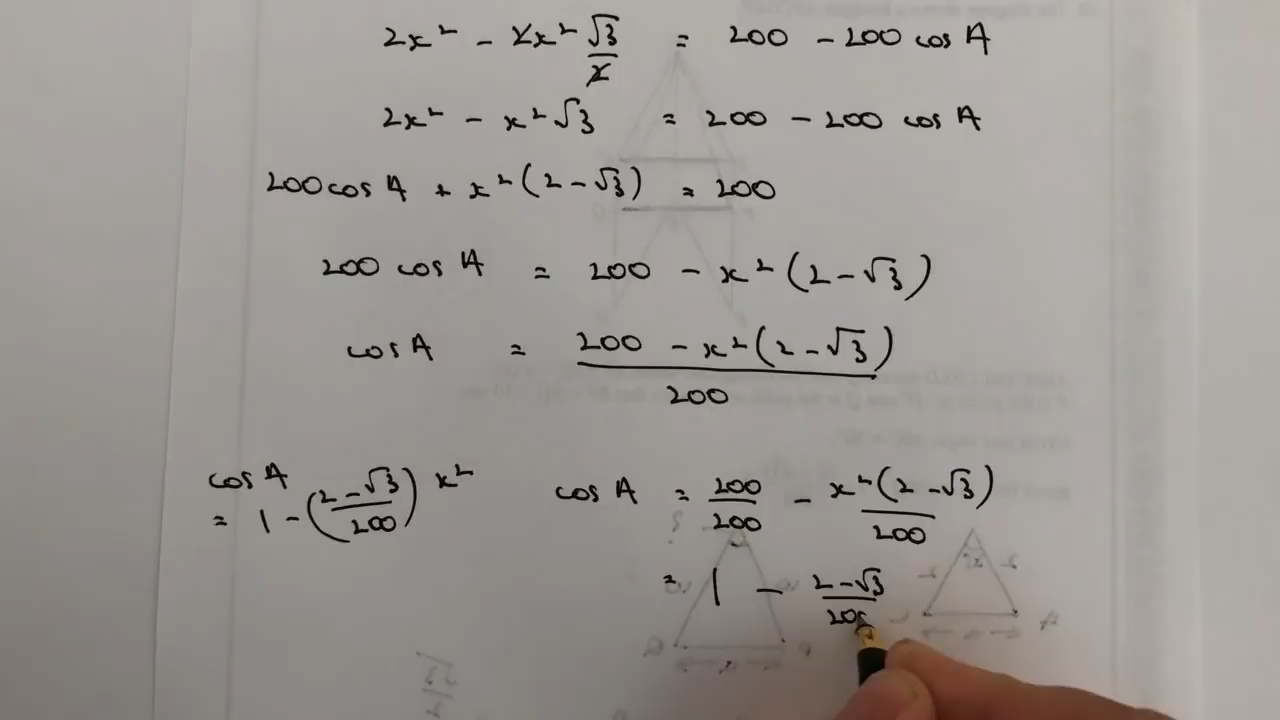 2x² - 2x² √3/2 = 200 - 200 cos A
2x² - x²√3 = 200 - 200 cos A
200 cos A + x²(2 - √3) = 200
200 cos A = 200 - x²(2 - √3)
cos A = 200 - x²(2 - √3)
200
cos A
= 1 - (2 - √3 / 200) x²
cos A = 200/200 - x²(2 - √3)/200
= 1 - 2 - √3
200